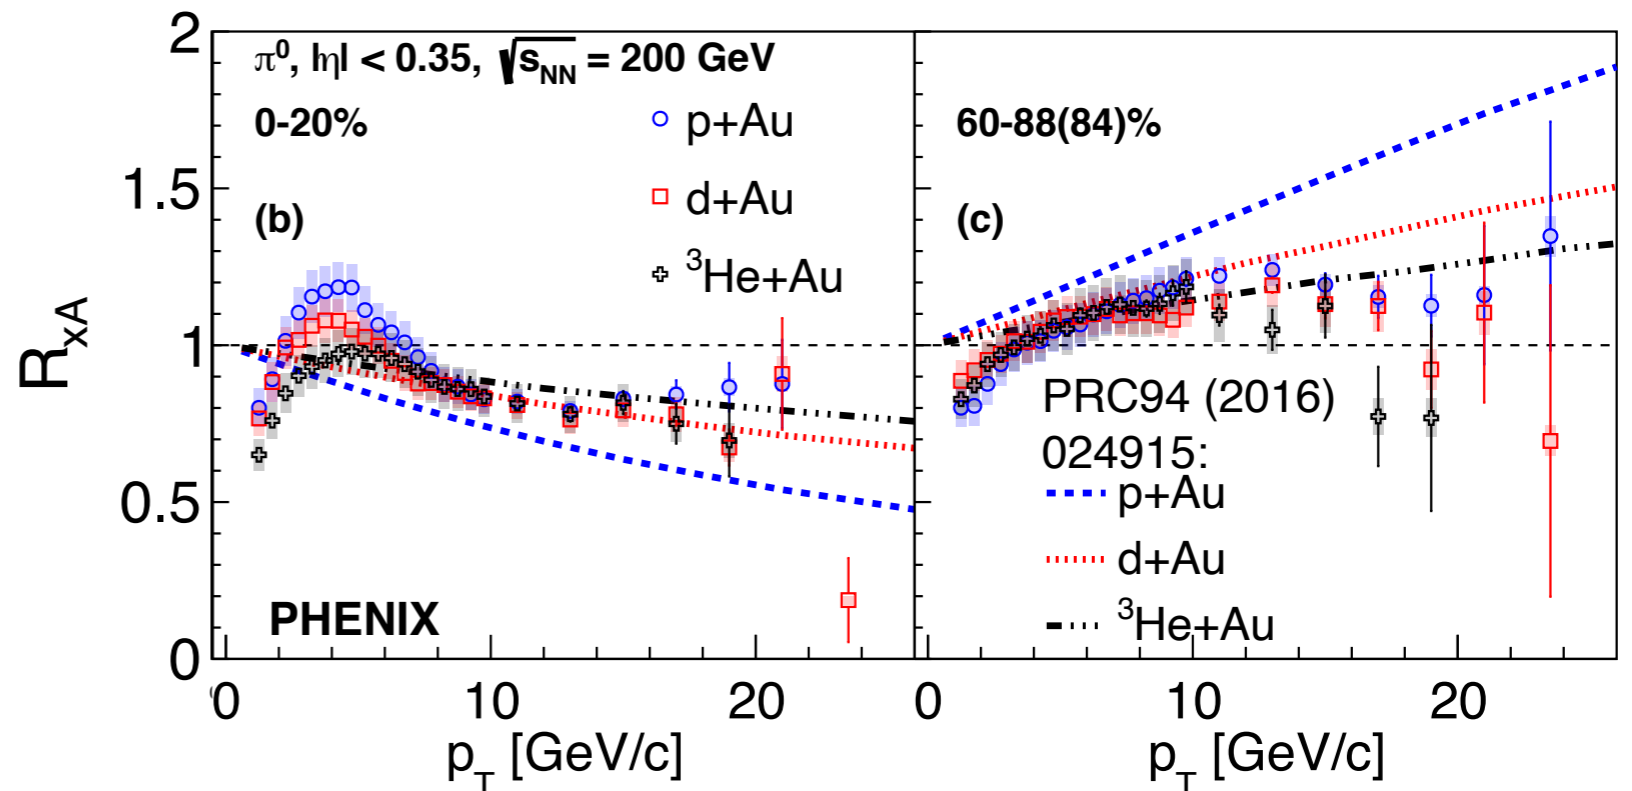 π⁰, |η| < 0.35, √s_NN = 200 GeV
0-20%
p+Au
d+Au
³He+Au
(b)
PHENIX
60-88(84)%
(c)
PRC94 (2016)
024915:
p+Au
d+Au
³He+Au
R_xA
2
1.5
1
0.5
0
0 10 20
0 10 20
p_T [GeV/c]
p_T [GeV/c]